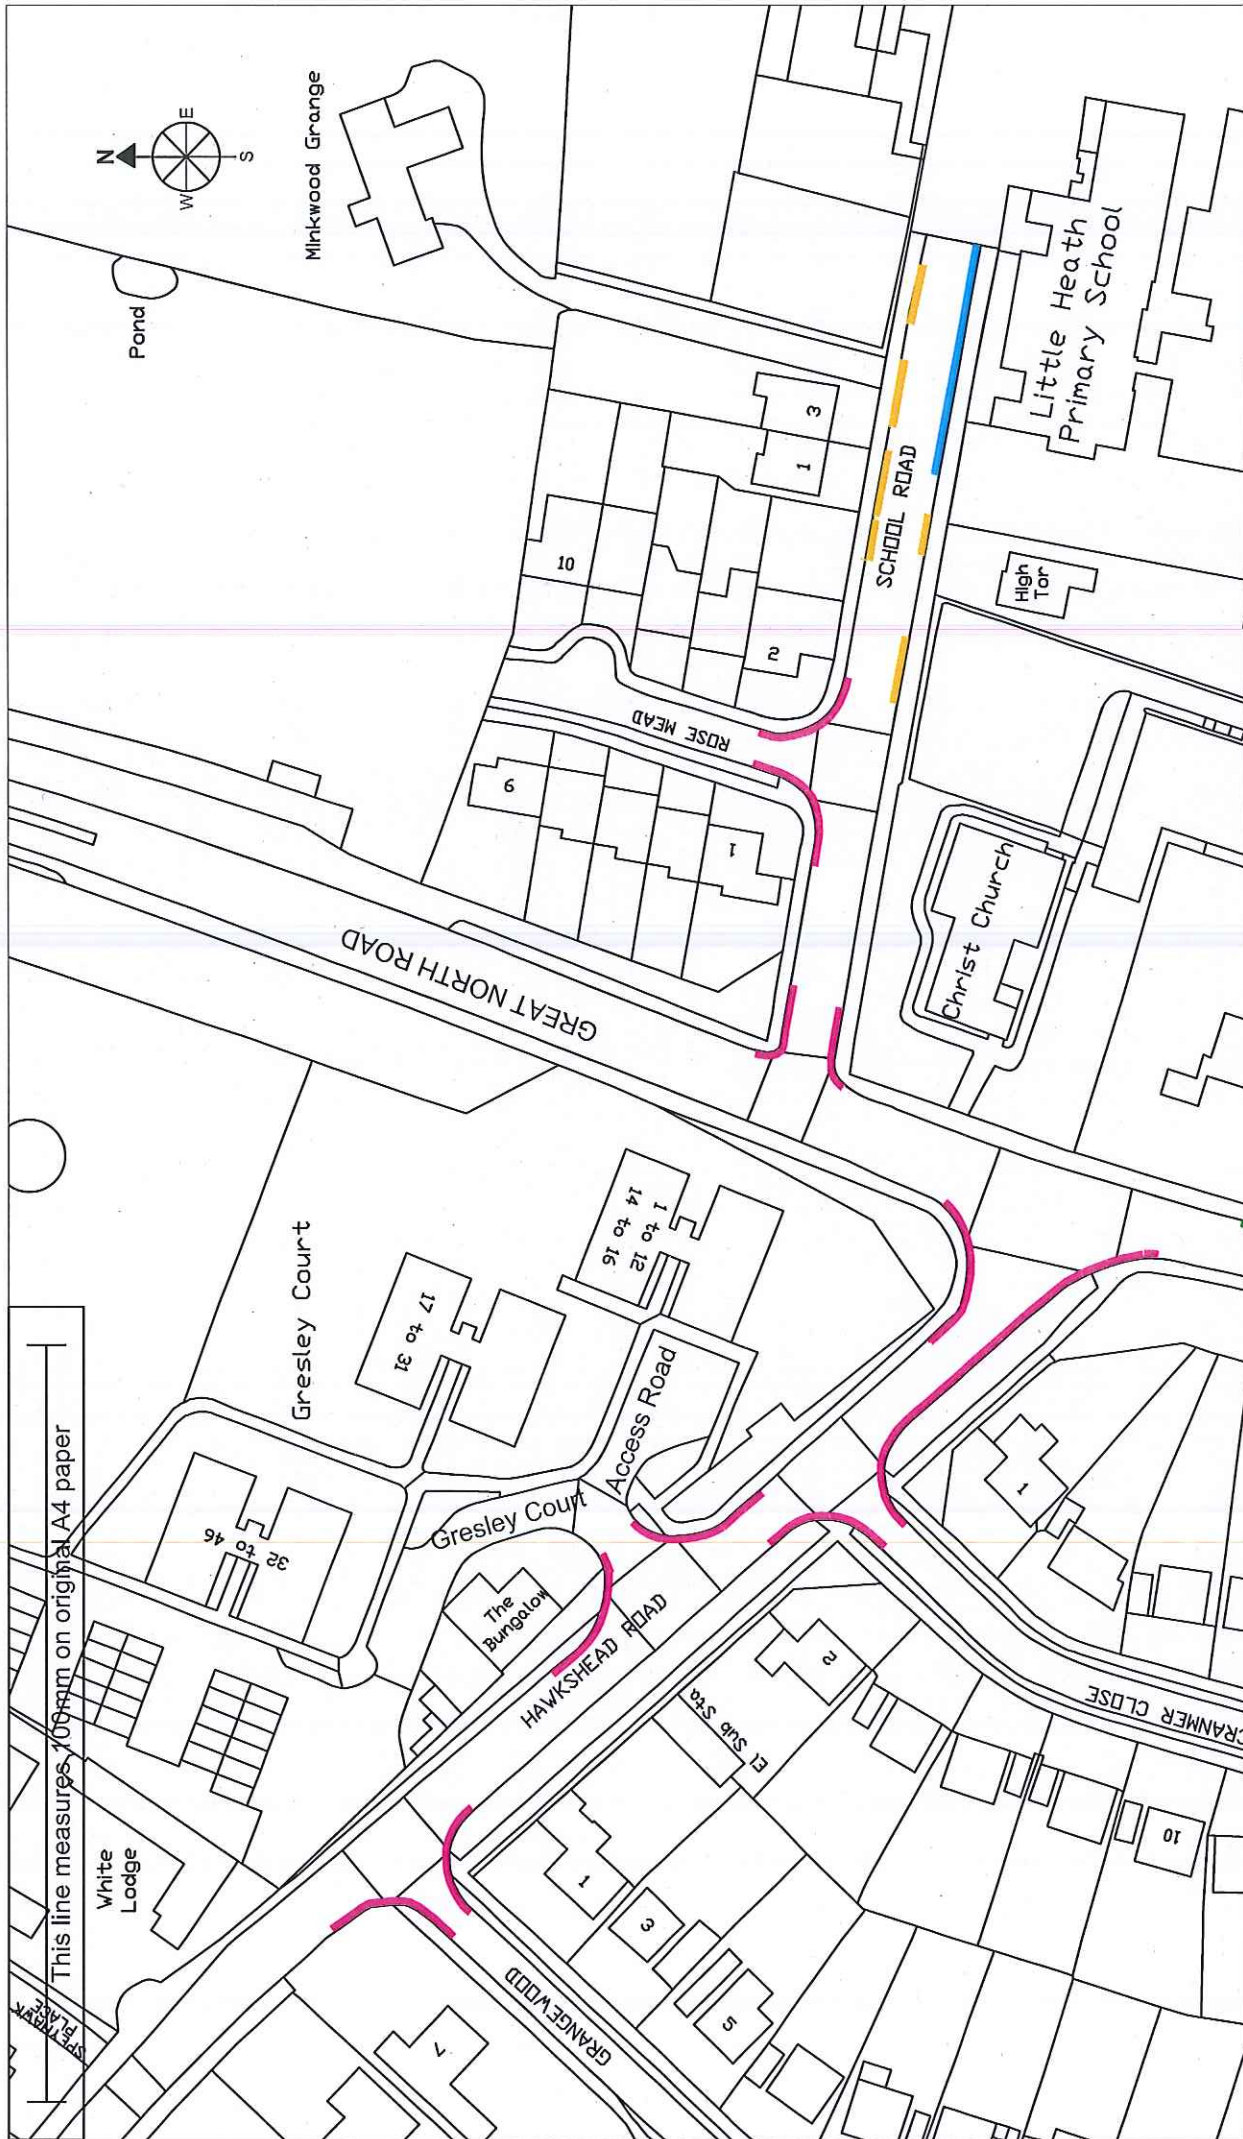 N
E
W
S
Minkwood Grange
Pond
Little Heath
Primary School
3
1
SCHOOL ROAD
10
High
Tor
2
ROSE MEAD
6
1
GREAT NORTH ROAD
Christ Church
Gresley Court
1 to 12
14 to 16
17 to 31
Access Road
Gresley Court
32 to 46
The
Bungalow
HAWKSHEAD ROAD
1
2
El Sub Sta
CRANMER CLOSE
10
White
Lodge
This line measures 100mm on original A4 paper
SPEYHAWK
PLACE
1
3
5
7
GRANGEWOOD